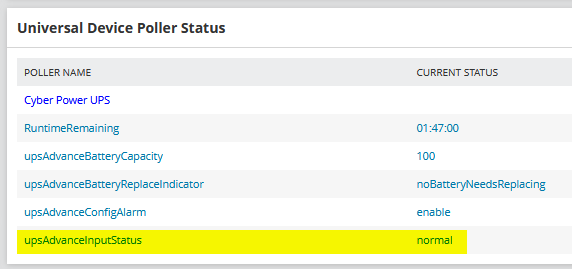 Universal Device Poller Status
POLLER NAME CURRENT STATUS
Cyber Power UPS
RuntimeRemaining 01:47:00
upsAdvanceBatteryCapacity 100
upsAdvanceBatteryReplaceIndicator noBatteryNeedsReplacing
upsAdvanceConfigAlarm enable
upsAdvanceInputStatus normal